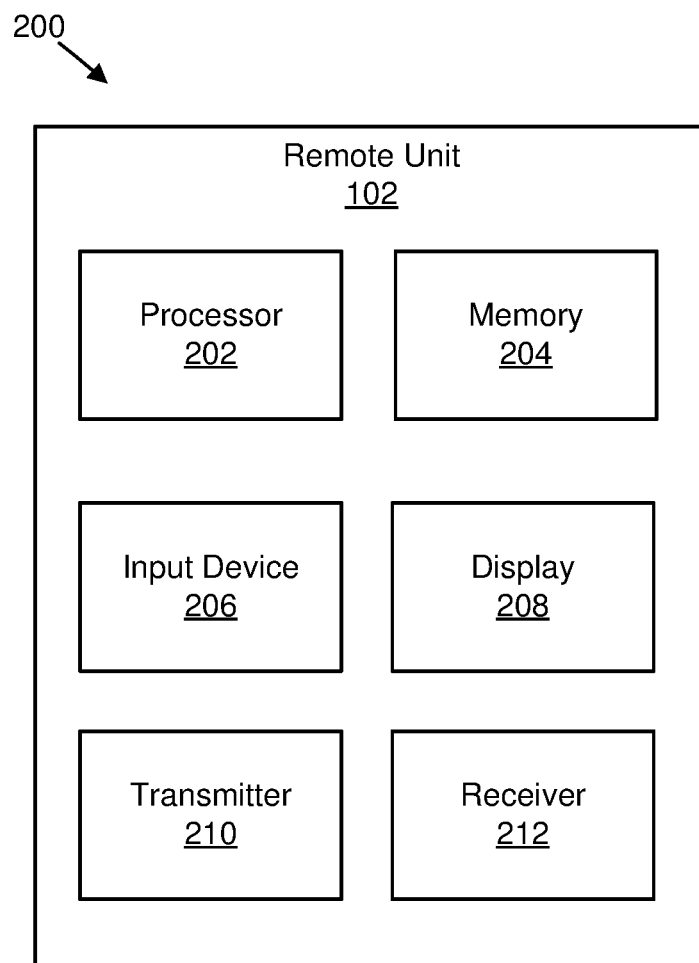 200
Remote Unit
102
Processor
202
Memory
204
Input Device
206
Display
208
Transmitter
210
Receiver
212